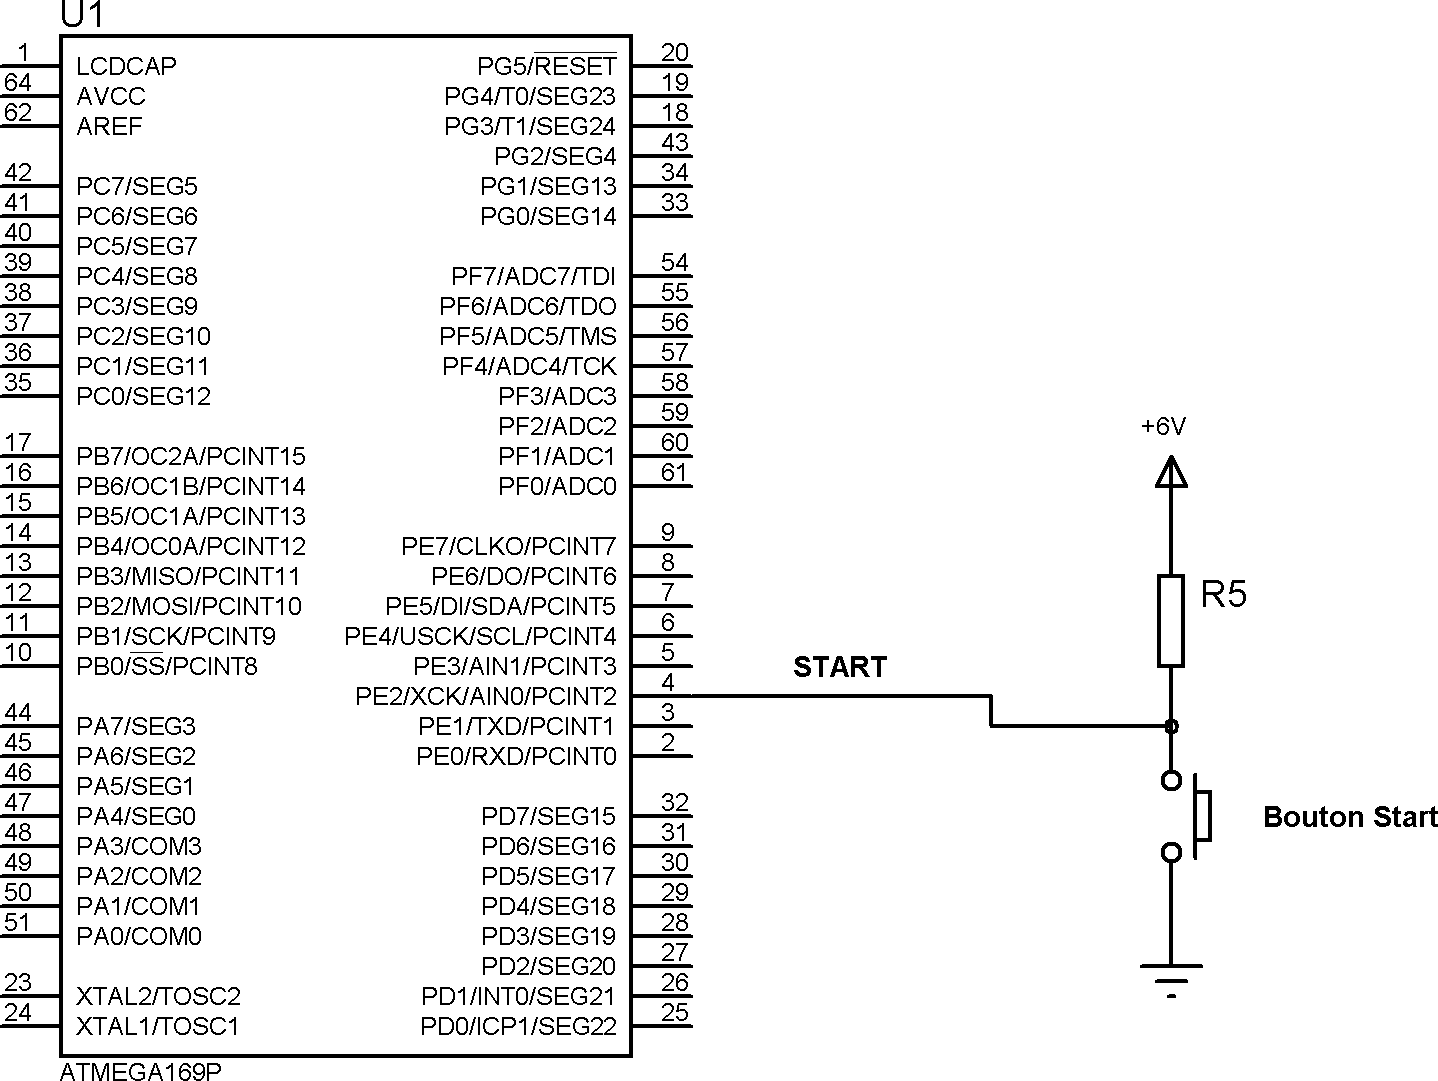 U1
1 LCDCAP PG5/RESET 20
64 AVCC PG4/T0/SEG23 19
62 AREF PG3/T1/SEG24 18
PG2/SEG4 43
42 PC7/SEG5 PG1/SEG13 34
41 PC6/SEG6 PG0/SEG14 33
40 PC5/SEG7
39 PC4/SEG8 PF7/ADC7/TDI 54
38 PC3/SEG9 PF6/ADC6/TDO 55
37 PC2/SEG10 PF5/ADC5/TMS 56
36 PC1/SEG11 PF4/ADC4/TCK 57
35 PC0/SEG12 PF3/ADC3 58
PF2/ADC2 59
+6V
17 PB7/OC2A/PCINT15 PF1/ADC1 60
16 PB6/OC1B/PCINT14 PF0/ADC0 61
15 PB5/OC1A/PCINT13
14 PB4/OC0A/PCINT12 PE7/CLKO/PCINT7 9
13 PB3/MISO/PCINT11 PE6/DO/PCINT6 8
12 PB2/MOSI/PCINT10 PE5/DI/SDA/PCINT5 7
R5
11 PB1/SCK/PCINT9 PE4/USCK/SCL/PCINT4 6
10 PB0/SS/PCINT8 PE3/AIN1/PCINT3 5
START
PE2/XCK/AIN0/PCINT2 4
44 PA7/SEG3 PE1/TXD/PCINT1 3
45 PA6/SEG2 PE0/RXD/PCINT0 2
46 PA5/SEG1
47 PA4/SEG0 PD7/SEG15 32
Bouton Start
48 PA3/COM3 PD6/SEG16 31
49 PA2/COM2 PD5/SEG17 30
50 PA1/COM1 PD4/SEG18 29
51 PA0/COM0 PD3/SEG19 28
PD2/SEG20 27
23 XTAL2/TOSC2 PD1/INT0/SEG21 26
24 XTAL1/TOSC1 PD0/ICP1/SEG22 25
ATMEGA169P